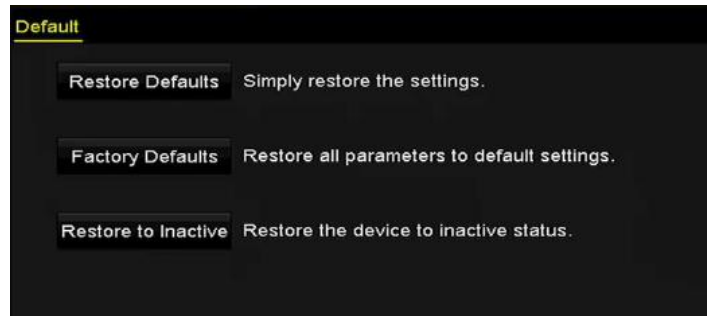 Default
Restore Defaults Simply restore the settings.
Factory Defaults Restore all parameters to default settings.
Restore to Inactive Restore the device to inactive status.